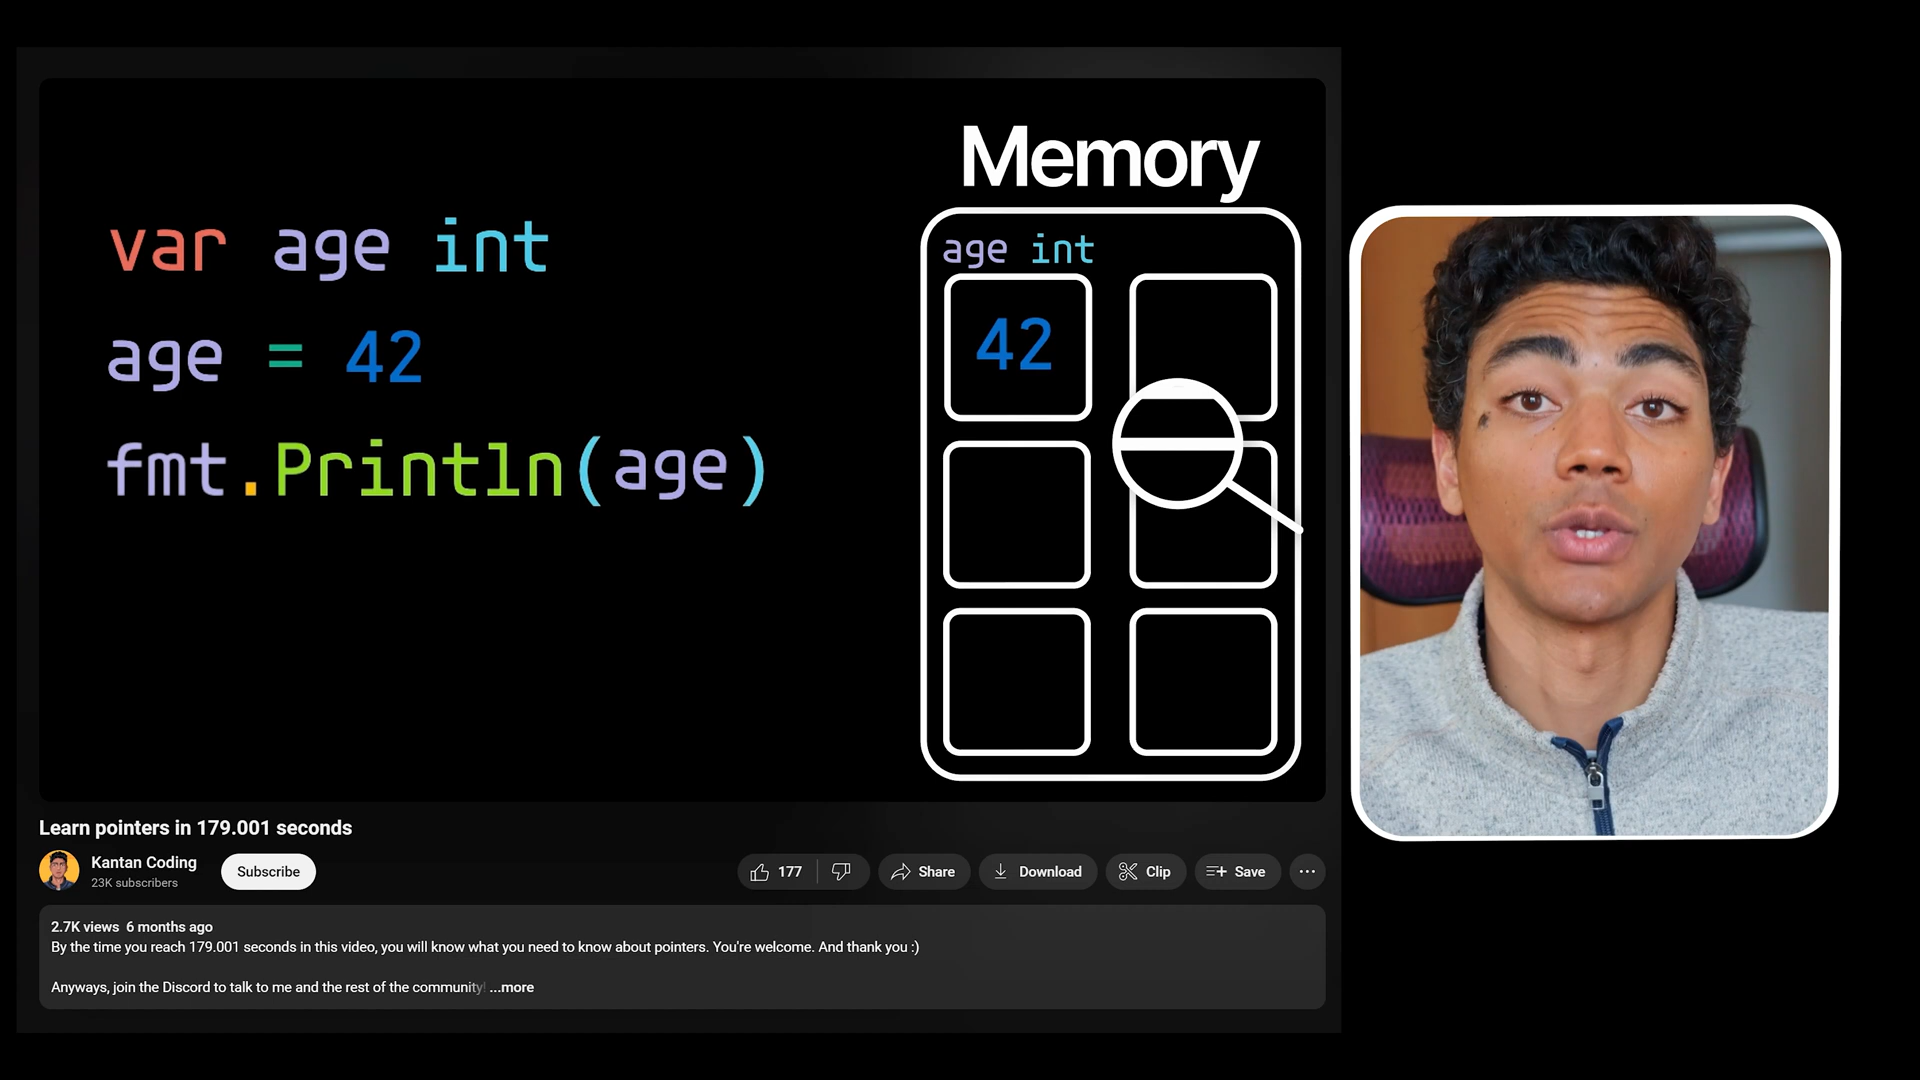 Memory
var age int
age = 42
fmt.Println(age)
age int
42
Learn pointers in 179.001 seconds
Kantan Coding
23K subscribers
Subscribe
177
Share
Download
Clip
Save
2.7K views 6 months ago
By the time you reach 179.001 seconds in this video, you will know what you need to know about pointers. You're welcome. And thank you :)
Anyways, join the Discord to talk to me and the rest of the community! ...more